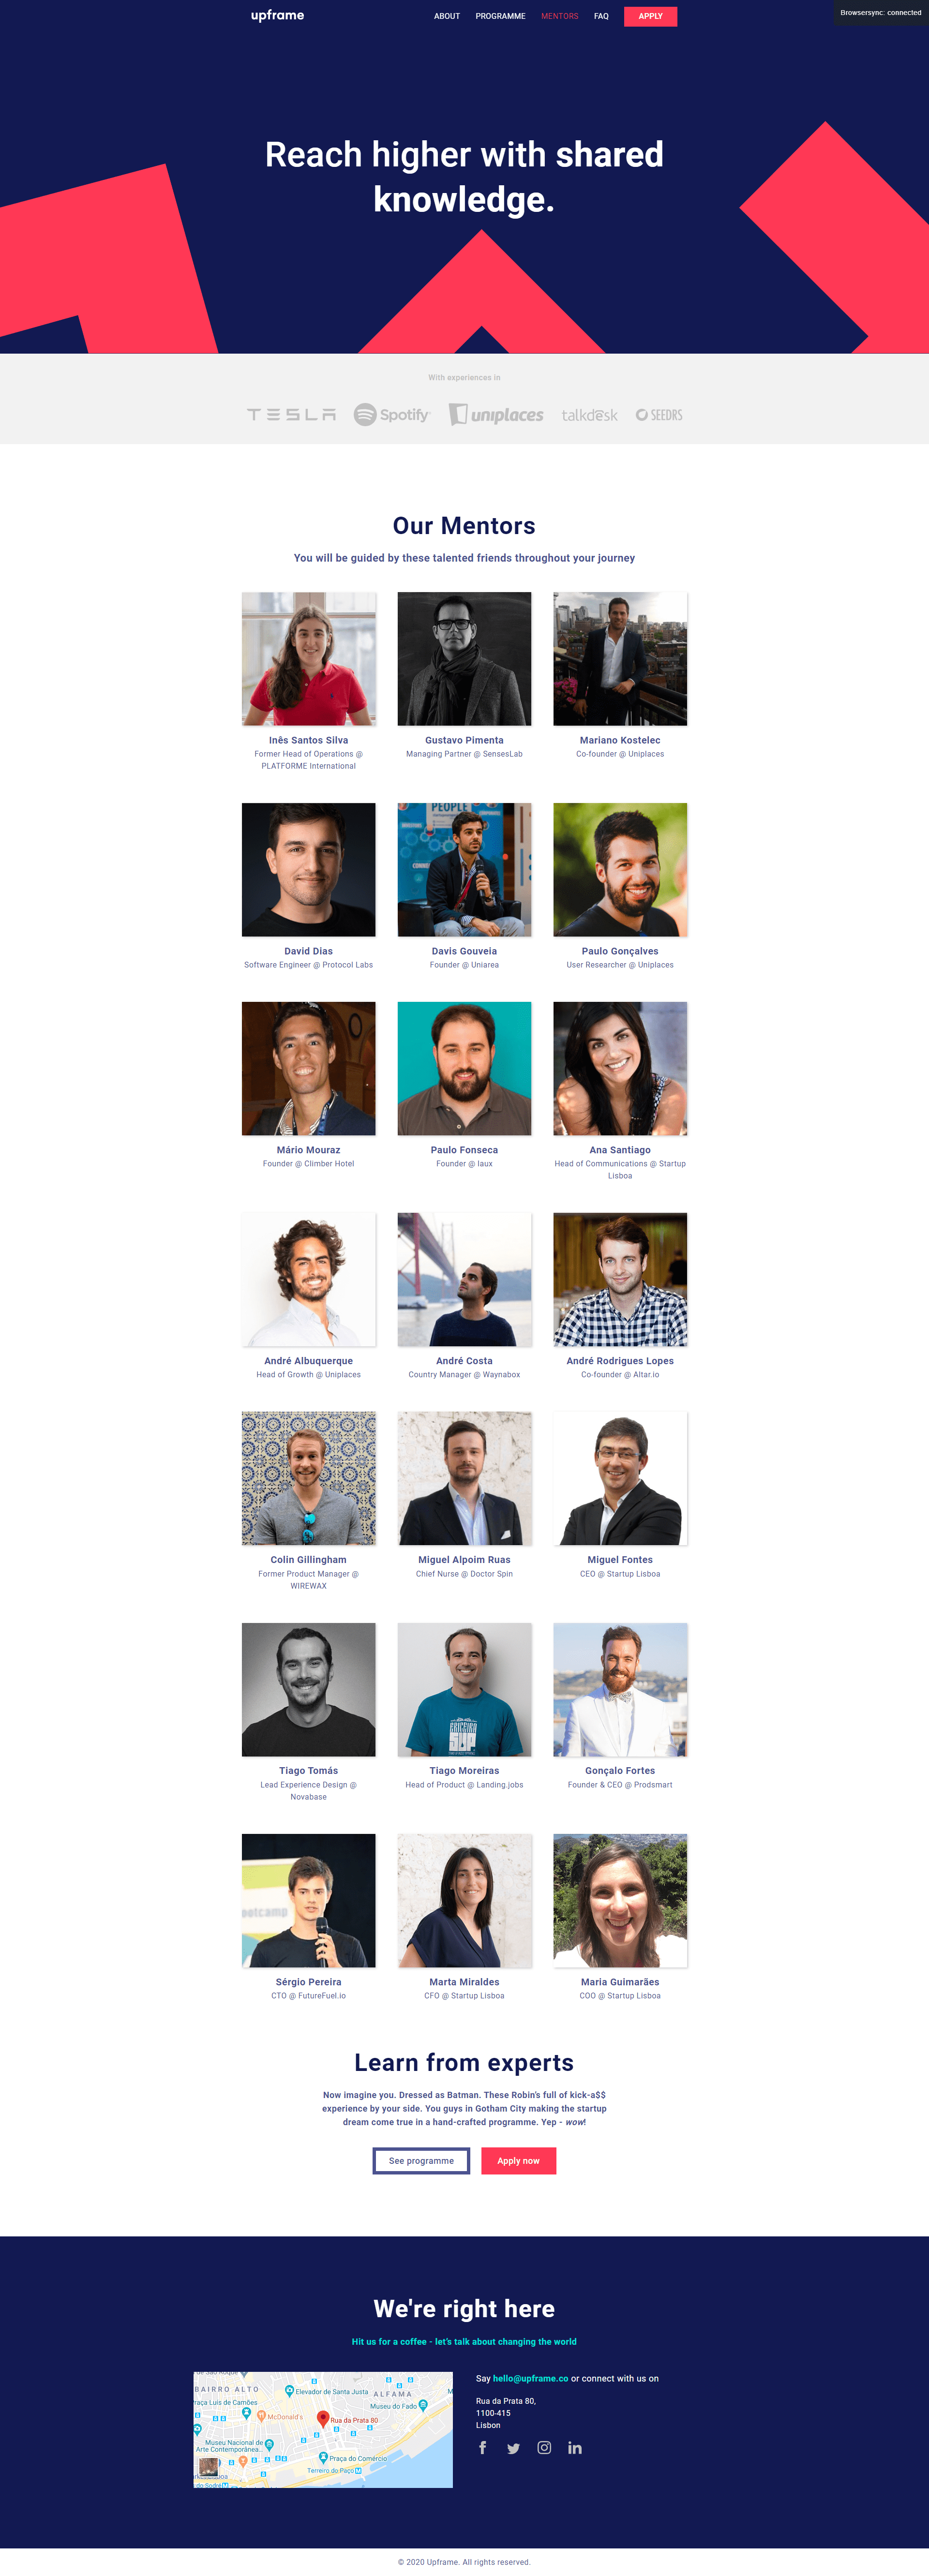 upframe
ABOUT PROGRAMME MENTORS FAQ APPLY
Browsersync: connected
Reach higher with shared
knowledge.
With experiences in
TESLA Spotify uniplaces talkdesk SEEDRS
Our Mentors
You will be guided by these talented friends throughout your journey
PEOPLE
Inês Santos Silva
Former Head of Operations @
PLATFORME International
Gustavo Pimenta
Managing Partner @ SensesLab
Mariano Kostelec
Co-founder @ Uniplaces
David Dias
Software Engineer @ Protocol Labs
Davis Gouveia
Founder @ Uniarea
Paulo Gonçalves
User Researcher @ Uniplaces
Mário Mouraz
Founder @ Climber Hotel
Paulo Fonseca
Founder @ Iaux
Ana Santiago
Head of Communications @ Startup
Lisboa
André Albuquerque
Head of Growth @ Uniplaces
André Costa
Country Manager @ Waynabox
André Rodrigues Lopes
Co-founder @ Altar.io
Colin Gillingham
Former Product Manager @
WIREWAX
Miguel Alpoim Ruas
Chief Nurse @ Doctor Spin
Miguel Fontes
CEO @ Startup Lisboa
Tiago Tomás
Lead Experience Design @
Novabase
Tiago Moreiras
Head of Product @ Landing.jobs
Gonçalo Fortes
Founder & CEO @ Prodsmart
ootcamp
Sérgio Pereira
CTO @ FutureFuel.io
Marta Miraldes
CFO @ Startup Lisboa
Maria Guimarães
COO @ Startup Lisboa
Learn from experts
Now imagine you. Dressed as Batman. These Robin's full of kick-a$$
experience by your side. You guys in Gotham City making the startup
dream come true in a hand-crafted programme. Yep - wow!
See programme
Apply now
We're right here
Hit us for a coffee - let's talk about changing the world
BAIRRO ALTO
Elevador de Santa Justa
ALFAMA
raça Luís de Camões
Museu do Fado
McDonald's
Rua da Prata 80
Museu Nacional de
Arte Contemporânea...
Praça do Comércio
Terreiro do Paço
do Sodré
Say hello@upframe.co or connect with us on
Rua da Prata 80,
1100-415
Lisbon
© 2020 Upframe. All rights reserved.